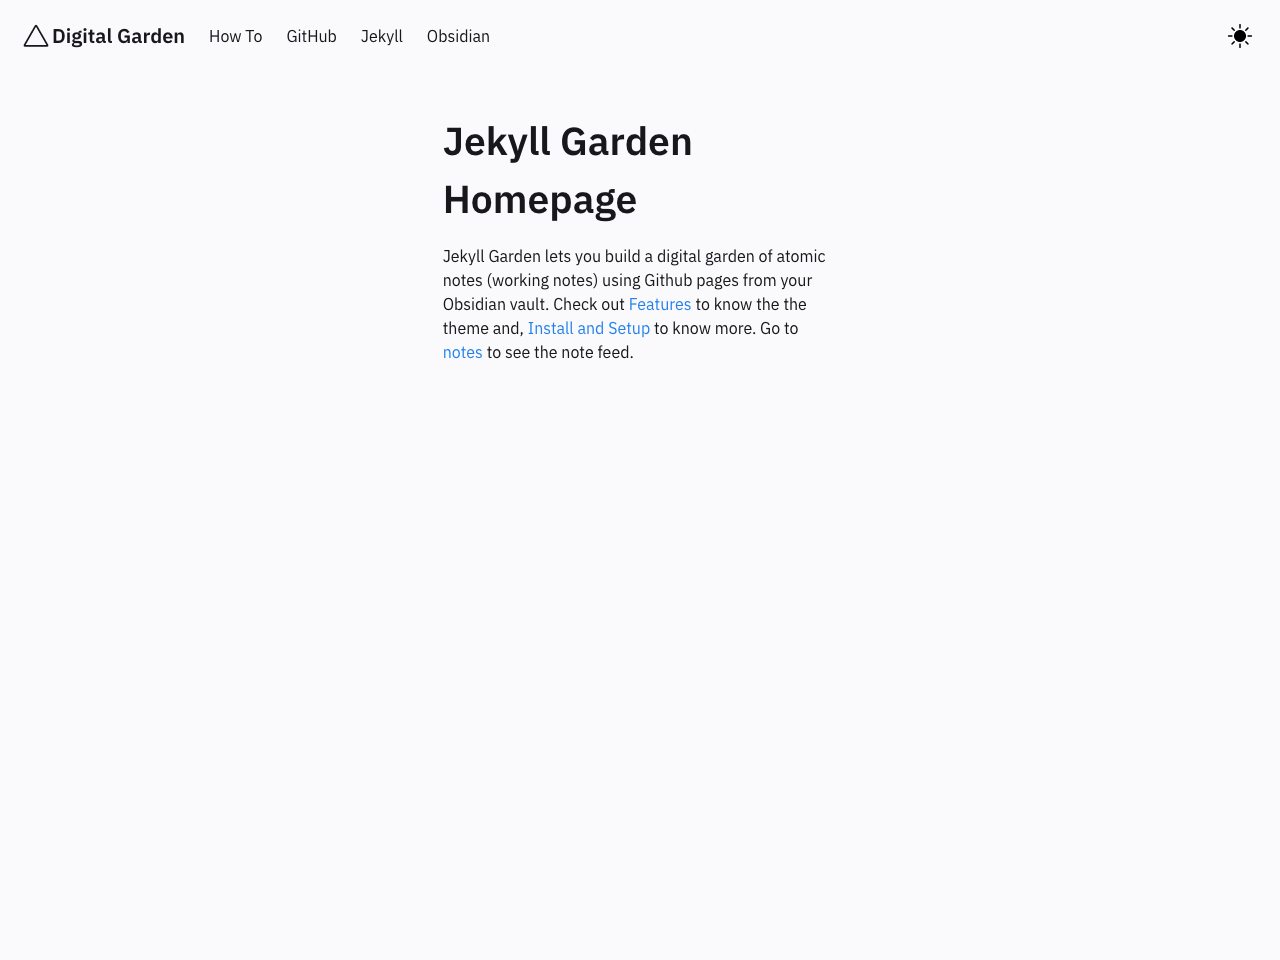 Digital Garden How To GitHub Jekyll Obsidian
Jekyll Garden
Homepage
Jekyll Garden lets you build a digital garden of atomic
notes (working notes) using Github pages from your
Obsidian vault. Check out Features to know the the
theme and, Install and Setup to know more. Go to
notes to see the note feed.